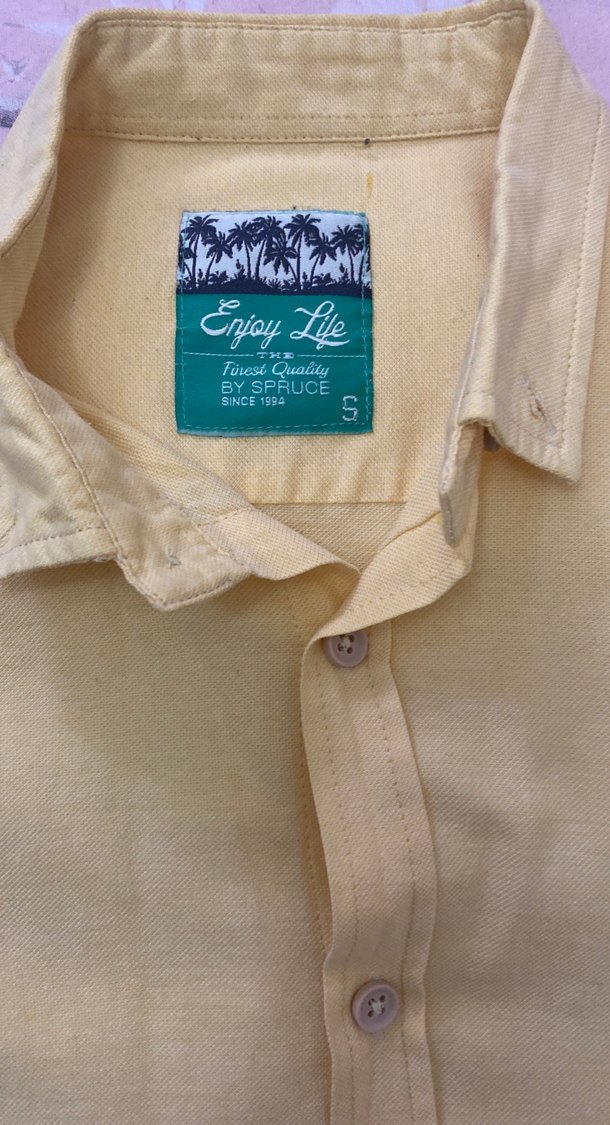 Enjoy Life
THE
Finest Quality
BY SPRUCE
SINCE 1994
S